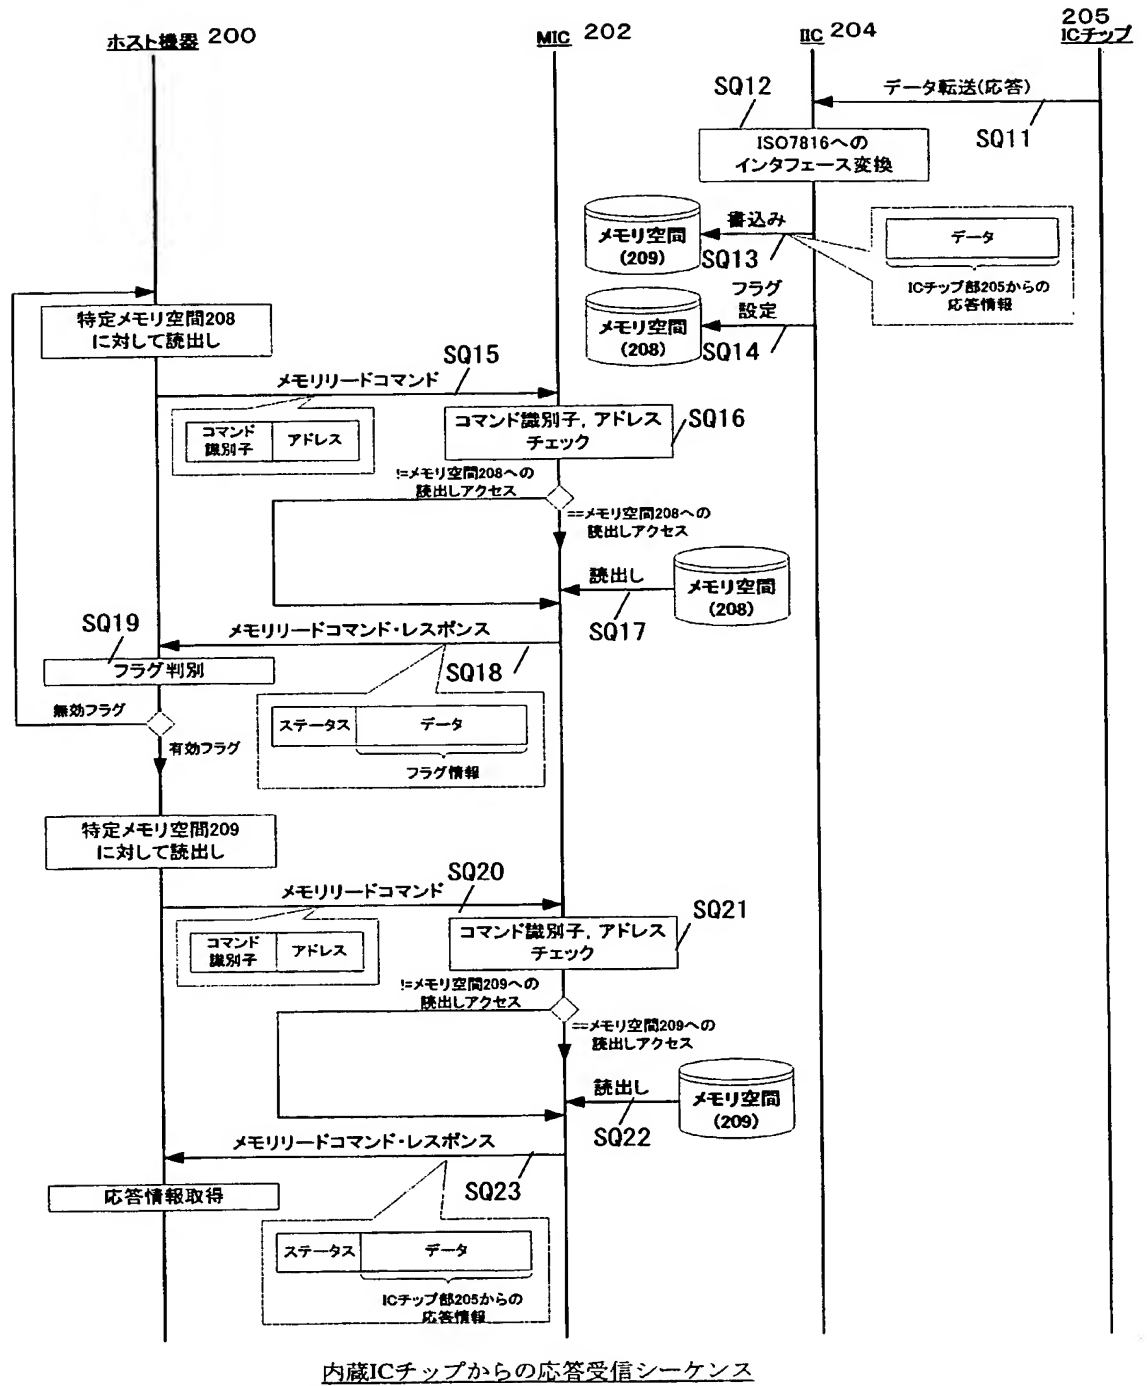 ホスト機器 200
MIC 202
IIC 204
205
ICチップ
データ転送(応答)
SQ11
SQ12
ISO7816への
インタフェース変換
書込み
メモリ空間
(209)
SQ13
データ
ICチップ部205からの
応答情報
フラグ
設定
メモリ空間
(208)
SQ14
特定メモリ空間208
に対して読出し
SQ15
メモリリードコマンド
コマンド
識別子
アドレス
コマンド識別子, アドレス
チェック
SQ16
!=メモリ空間208への
読出しアクセス
==メモリ空間208への
読出しアクセス
読出し
メモリ空間
(208)
SQ17
SQ19
メモリリードコマンド・レスポンス
SQ18
フラグ判別
無効フラグ
有効フラグ
ステータス
データ
フラグ情報
特定メモリ空間209
に対して読出し
SQ20
メモリリードコマンド
コマンド
識別子
アドレス
コマンド識別子, アドレス
チェック
SQ21
!=メモリ空間209への
読出しアクセス
==メモリ空間209への
読出しアクセス
読出し
メモリ空間
(209)
SQ22
メモリリードコマンド・レスポンス
SQ23
応答情報取得
ステータス
データ
ICチップ部205からの
応答情報
内蔵ICチップからの応答受信シーケンス